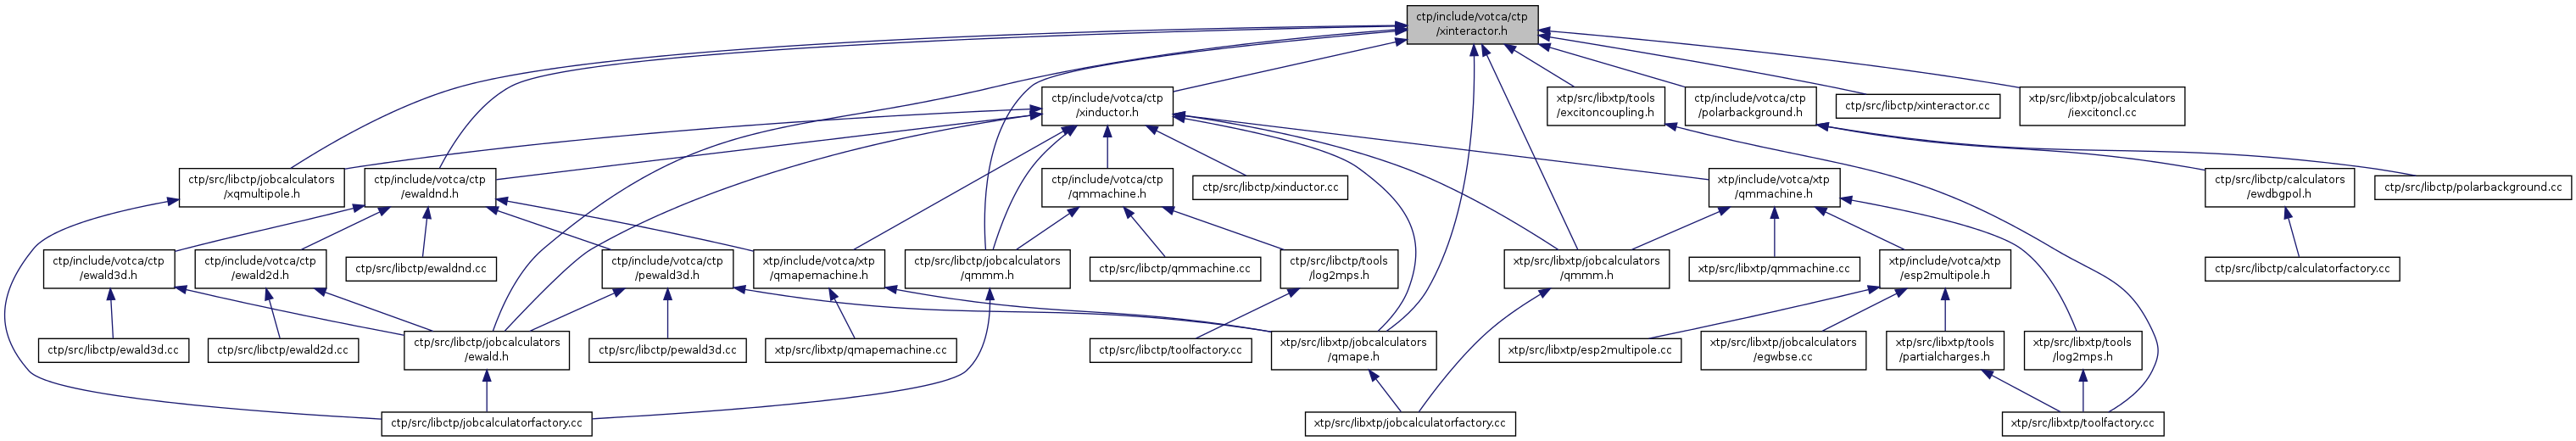 ctp/include/votca/ctp
/xinteractor.h
ctp/include/votca/ctp
/xinductor.h
xtp/src/libxtp/tools
/excitoncoupling.h
ctp/include/votca/ctp
/polarbackground.h
ctp/src/libctp/xinteractor.cc
xtp/src/libxtp/jobcalculators
/iexcitoncl.cc
ctp/src/libctp/jobcalculators
/xqmultipole.h
ctp/include/votca/ctp
/ewaldnd.h
ctp/include/votca/ctp
/qmmachine.h
ctp/src/libctp/xinductor.cc
xtp/include/votca/xtp
/qmmachine.h
ctp/src/libctp/calculators
/ewdbgpol.h
ctp/src/libctp/polarbackground.cc
ctp/include/votca/ctp
/ewald3d.h
ctp/include/votca/ctp
/ewald2d.h
ctp/src/libctp/ewaldnd.cc
ctp/include/votca/ctp
/pewald3d.h
xtp/include/votca/xtp
/qmapemachine.h
ctp/src/libctp/jobcalculators
/qmmm.h
ctp/src/libctp/qmmachine.cc
ctp/src/libctp/tools
/log2mps.h
xtp/src/libxtp/jobcalculators
/qmmm.h
xtp/src/libxtp/qmmachine.cc
xtp/include/votca/xtp
/esp2multipole.h
ctp/src/libctp/calculatorfactory.cc
ctp/src/libctp/ewald3d.cc
ctp/src/libctp/ewald2d.cc
ctp/src/libctp/jobcalculators
/ewald.h
ctp/src/libctp/pewald3d.cc
xtp/src/libxtp/qmapemachine.cc
ctp/src/libctp/toolfactory.cc
xtp/src/libxtp/jobcalculators
/qmape.h
xtp/src/libxtp/esp2multipole.cc
xtp/src/libxtp/jobcalculators
/egwbse.cc
xtp/src/libxtp/tools
/partialcharges.h
xtp/src/libxtp/tools
/log2mps.h
ctp/src/libctp/jobcalculatorfactory.cc
xtp/src/libxtp/jobcalculatorfactory.cc
xtp/src/libxtp/toolfactory.cc